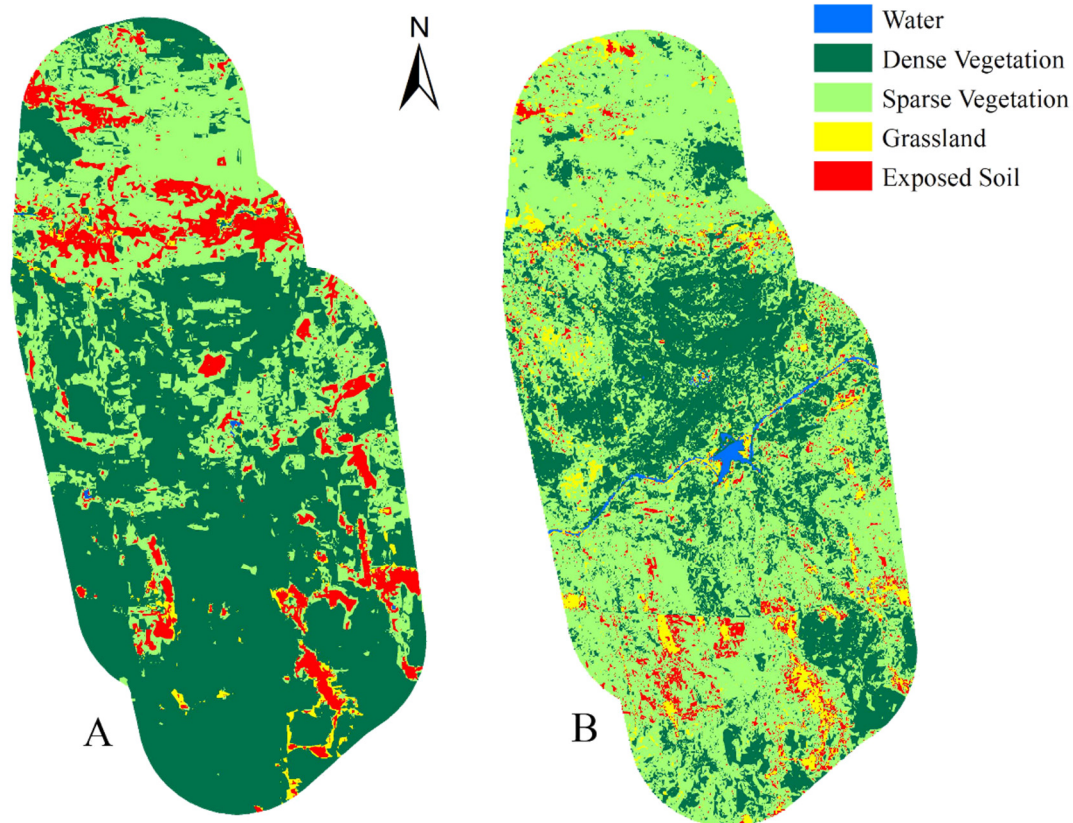 N
Water
Dense Vegetation
Sparse Vegetation
Grassland
Exposed Soil
A
B